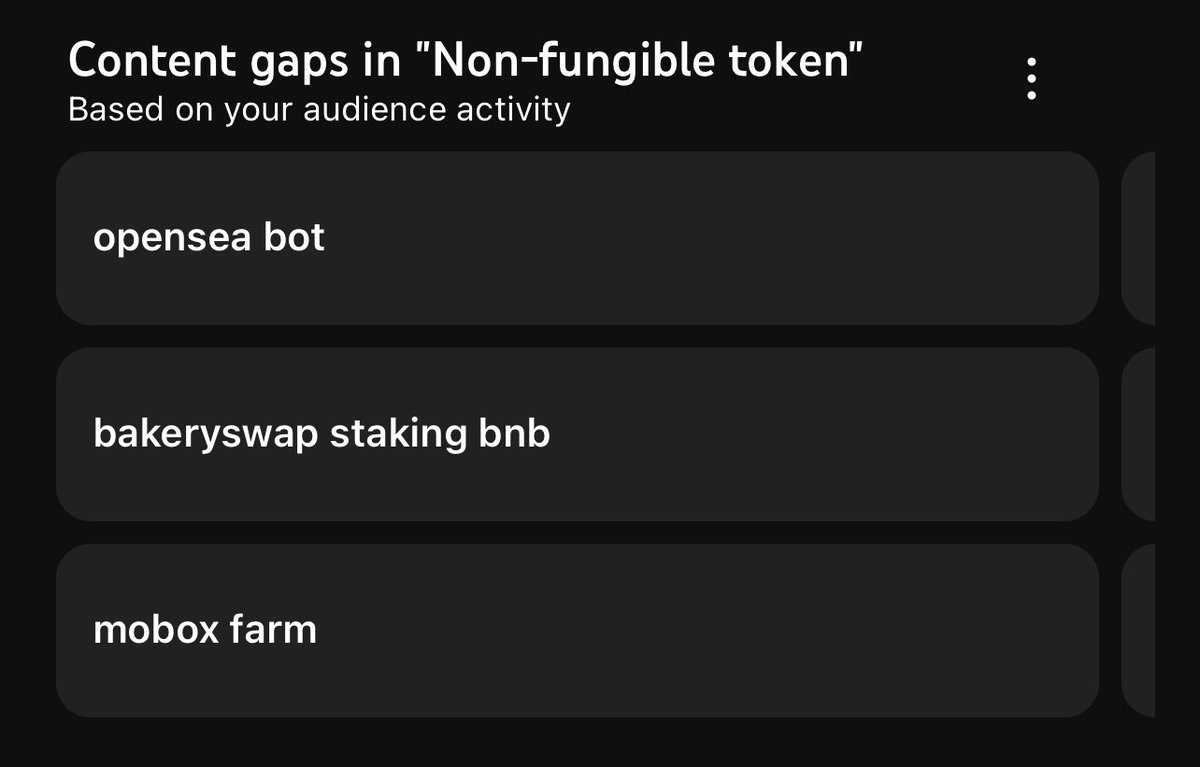 Content gaps in "Non-fungible token"
Based on your audience activity
opensea bot
bakeryswap staking bnb
mobox farm